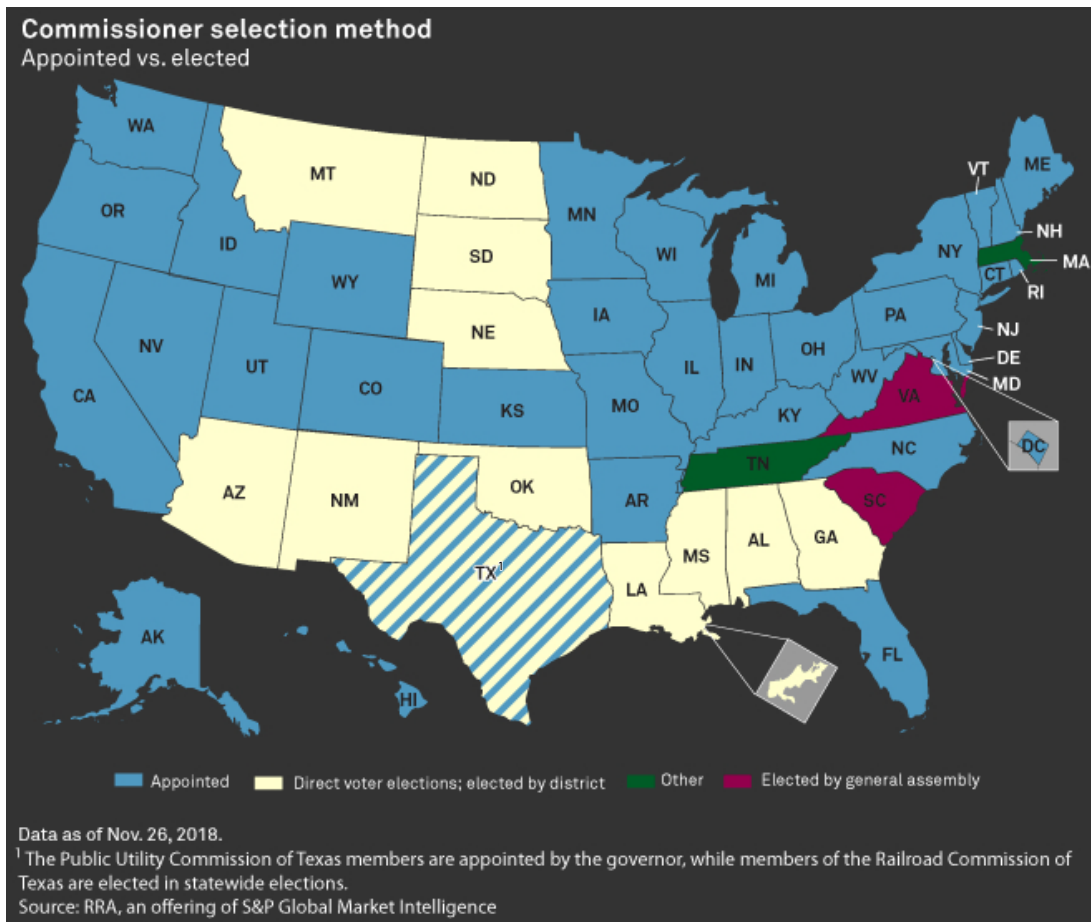 Commissioner selection method
Appointed vs. elected
WA
MT
ND
VT
ME
OR
MN
ID
SD
WI
NY
NH
MA
WY
MI
CT
RI
IA
PA
NE
NJ
NV
OH
UT
IL
IN
DE
CA
CO
WV
MD
KS
MO
VA
KY
NC
DC
TN
OK
AZ
NM
AR
SC
MS
AL
GA
TX¹
LA
AK
FL
HI
Appointed
Direct voter elections; elected by district
Other
Elected by general assembly
Data as of Nov. 26, 2018.
¹ The Public Utility Commission of Texas members are appointed by the governor, while members of the Railroad Commission of
Texas are elected in statewide elections.
Source: RRA, an offering of S&P Global Market Intelligence